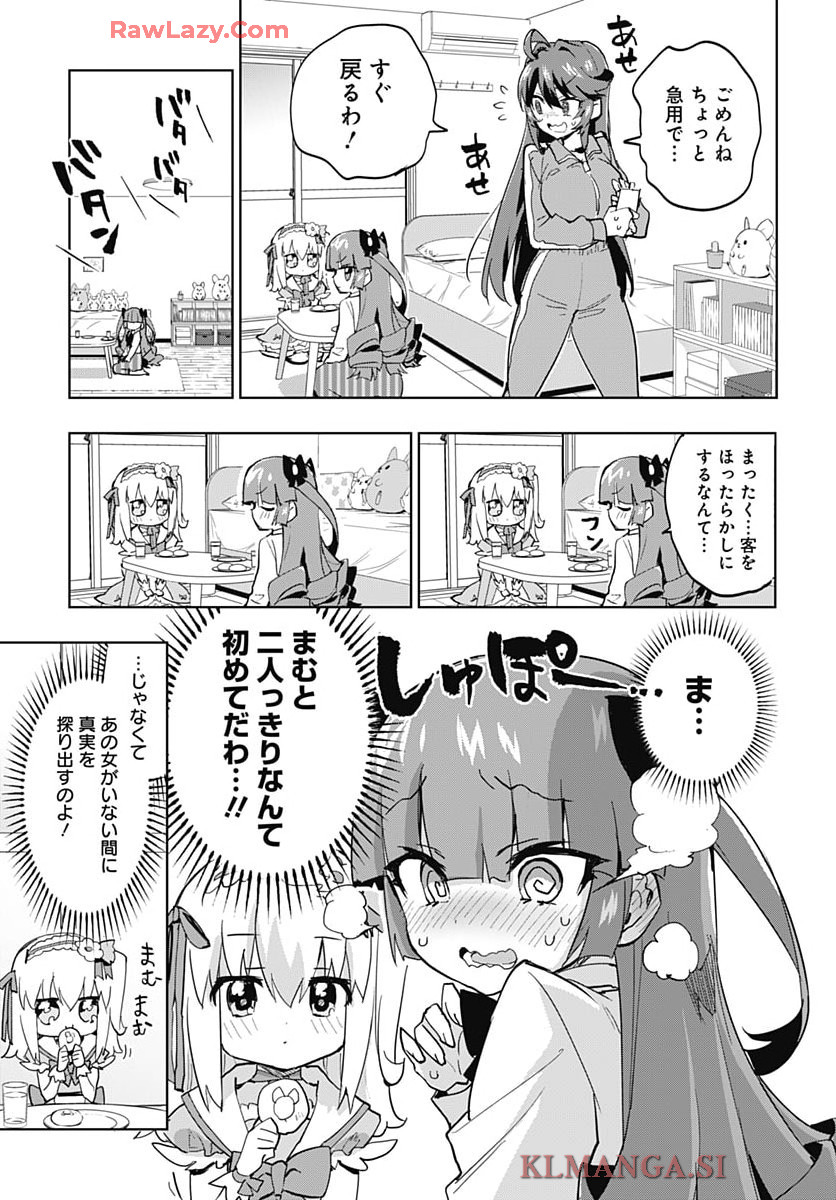 RawLazy.Com
ごめんね
ちょっと
急用で…
あせ
あせ
すぐ
戻るわ！
バタ
バタン
まったく…客を
ほったらかしに
するなんて…
フン
ま…
しゅぽー…
まむと
二人っきりなんて
初めてだわ…!!
…じゃなくて
あの女がいない間に
真実を
探り出すのよ！
まむ
まむ
KLMANGA.SI